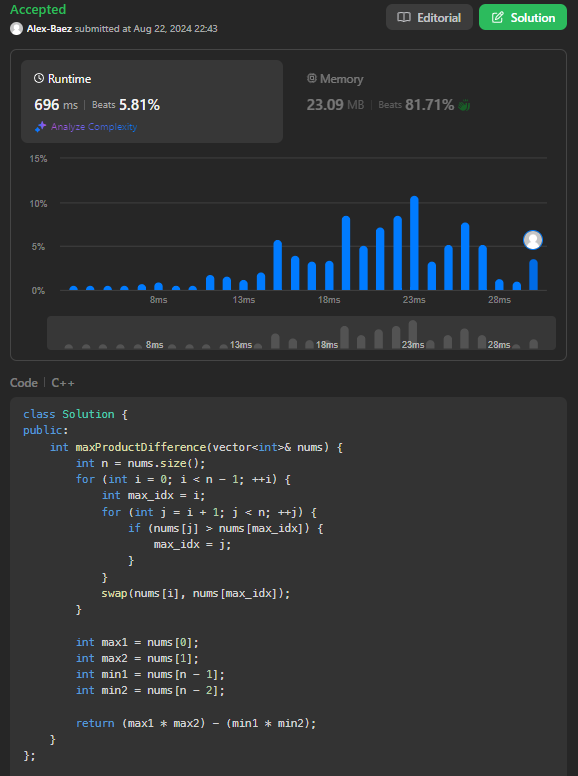 Accepted
Alex-Baez submitted at Aug 22, 2024 22:43
Editorial
Solution
Runtime
696 ms | Beats 5.81%
Analyze Complexity
Memory
23.09 MB | Beats 81.71%
15%
10%
5%
0%
8ms 13ms 18ms 23ms 28ms
8ms 13ms 18ms 23ms 28ms
Code | C++
class Solution {
public:
    int maxProductDifference(vector<int>& nums) {
        int n = nums.size();
        for (int i = 0; i < n - 1; ++i) {
            int max_idx = i;
            for (int j = i + 1; j < n; ++j) {
                if (nums[j] > nums[max_idx]) {
                    max_idx = j;
                }
            }
            swap(nums[i], nums[max_idx]);
        }

        int max1 = nums[0];
        int max2 = nums[1];
        int min1 = nums[n - 1];
        int min2 = nums[n - 2];

        return (max1 * max2) - (min1 * min2);
    }
};